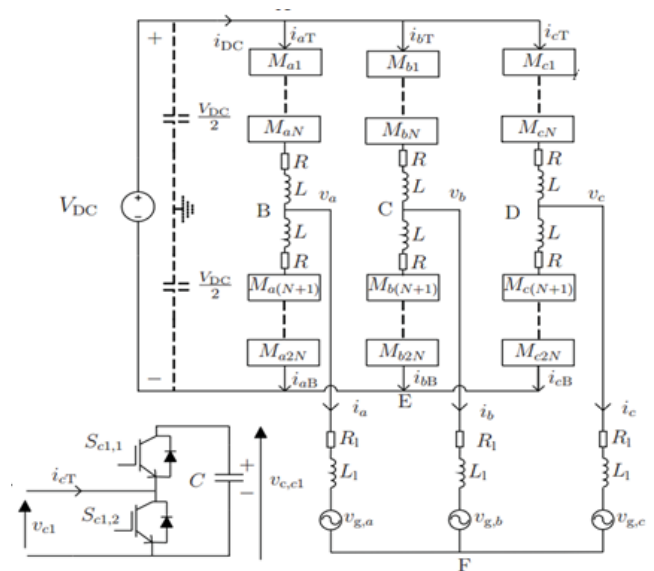 i_DC i_aT i_bT i_cT
+
M_a1 M_b1 M_c1
V_DC/2
M_aN M_bN M_cN
R R R
L L L
V_DC + − B v_a C v_b D v_c
L L L
R R R
V_DC/2
M_a(N+1) M_b(N+1) M_c(N+1)
M_a2N M_b2N M_c2N
−
i_aB i_bB i_cB
E
i_a i_b i_c
R_l R_l R_l
L_l L_l L_l
v_g,a v_g,b v_g,c
F
S_c1,1
i_cT C + − v_c,c1
v_c1 S_c1,2